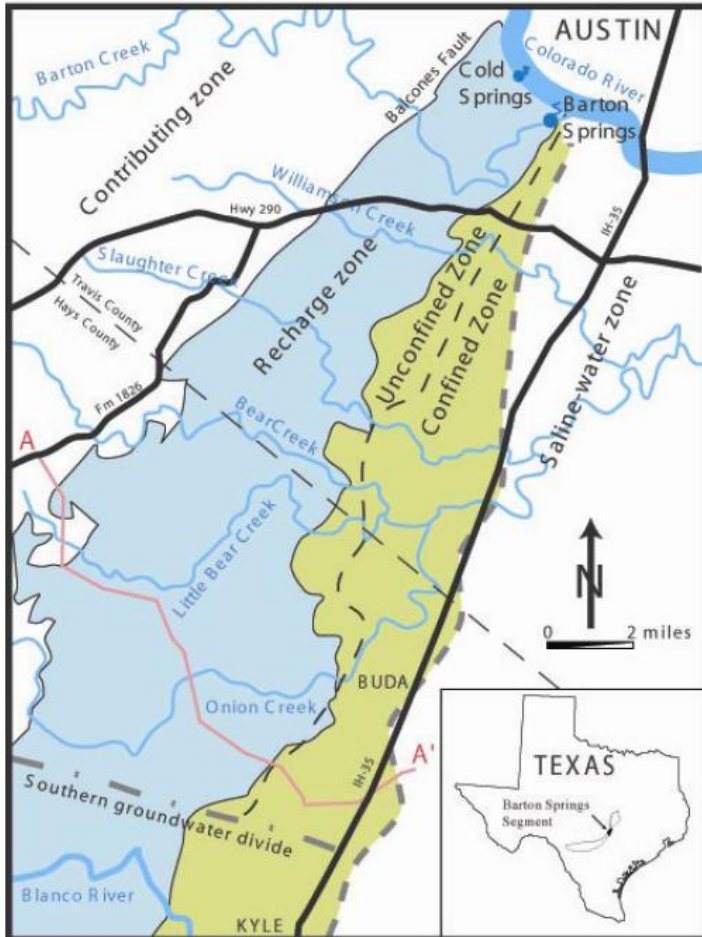 AUSTIN
Barton Creek
Contributing zone
Balcones Fault
Cold
Springs
Colorado River
Barton
Springs
Williamson Creek
Hwy 290
IH-35
Slaughter Creek
Travis County
Hays County
Recharge zone
Unconfined Zone
Confined Zone
Saline-water zone
Fm 1826
BearCreek
A
Little Bear Creek
N
0 2 miles
BUDA
Onion Creek
IH-35
A'
Southern groundwater divide
TEXAS
Barton Springs
Segment
Blanco River
KYLE